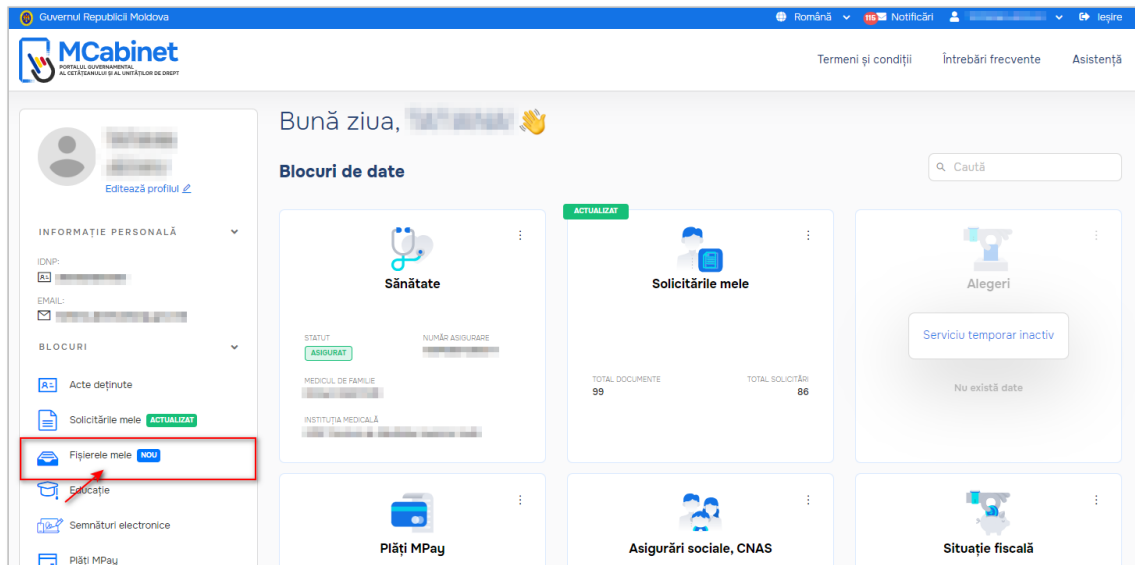 Guvernul Republicii Moldova
Română
115 Notificări
Ieșire
MCabinet
PORTALUL GUVERNAMENTAL
AL CETĂȚEANULUI ȘI AL UNITĂȚILOR DE DREPT
Termeni și condiții
Întrebări frecvente
Asistență
Editează profilul
INFORMAȚIE PERSONALĂ
IDNP:
EMAIL:
BLOCURI
Acte deținute
Solicitările mele ACTUALIZAT
Fișierele mele NOU
Educație
Semnături electronice
Plăți MPay
Bună ziua,
Blocuri de date
Caută
Sănătate
STATUT
ASIGURAT
NUMĂR ASIGURARE
MEDICUL DE FAMILIE
INSTITUȚIA MEDICALĂ
ACTUALIZAT
Solicitările mele
TOTAL DOCUMENTE
99
TOTAL SOLICITĂRI
86
Alegeri
Serviciu temporar inactiv
Nu există date
Plăți MPay
Asigurări sociale, CNAS
Situație fiscală